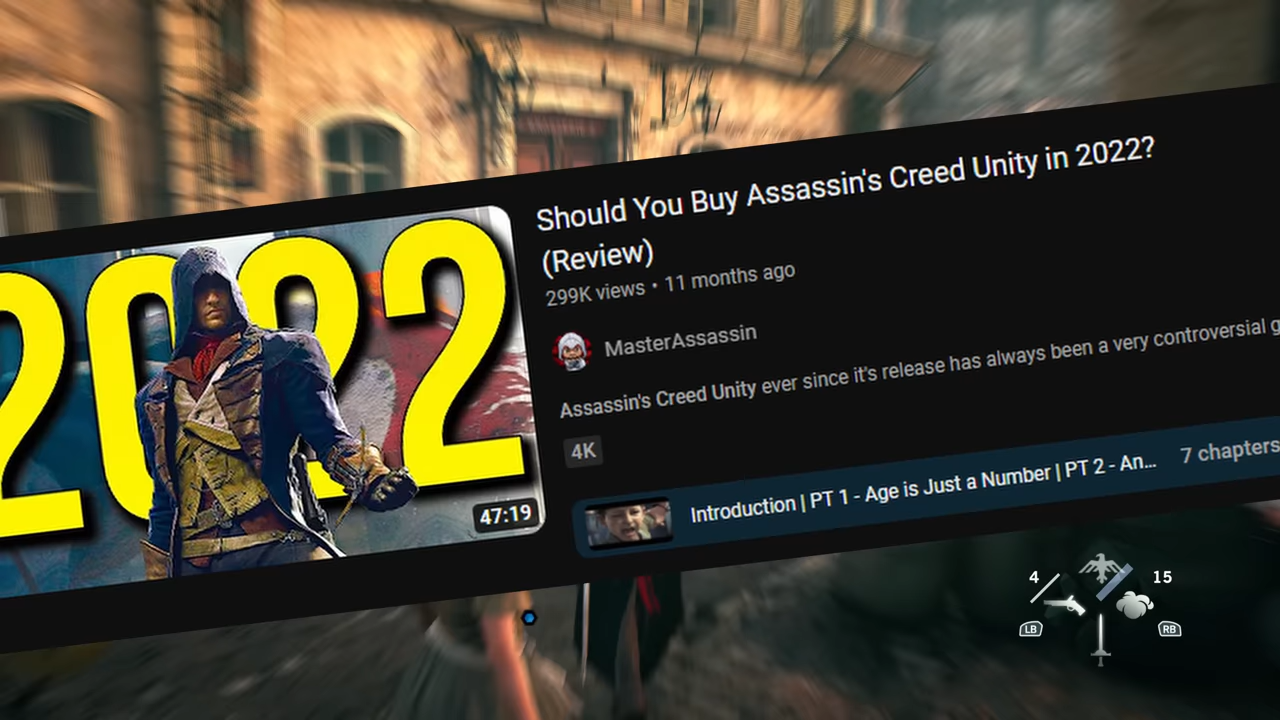 2022
47:19
Should You Buy Assassin's Creed Unity in 2022?
(Review)
299K views • 11 months ago
MasterAssassin
Assassin's Creed Unity ever since it's release has always been a very controversial g
4K
Introduction | PT 1 - Age is Just a Number | PT 2 - An... 7 chapters
4
15
LB
RB